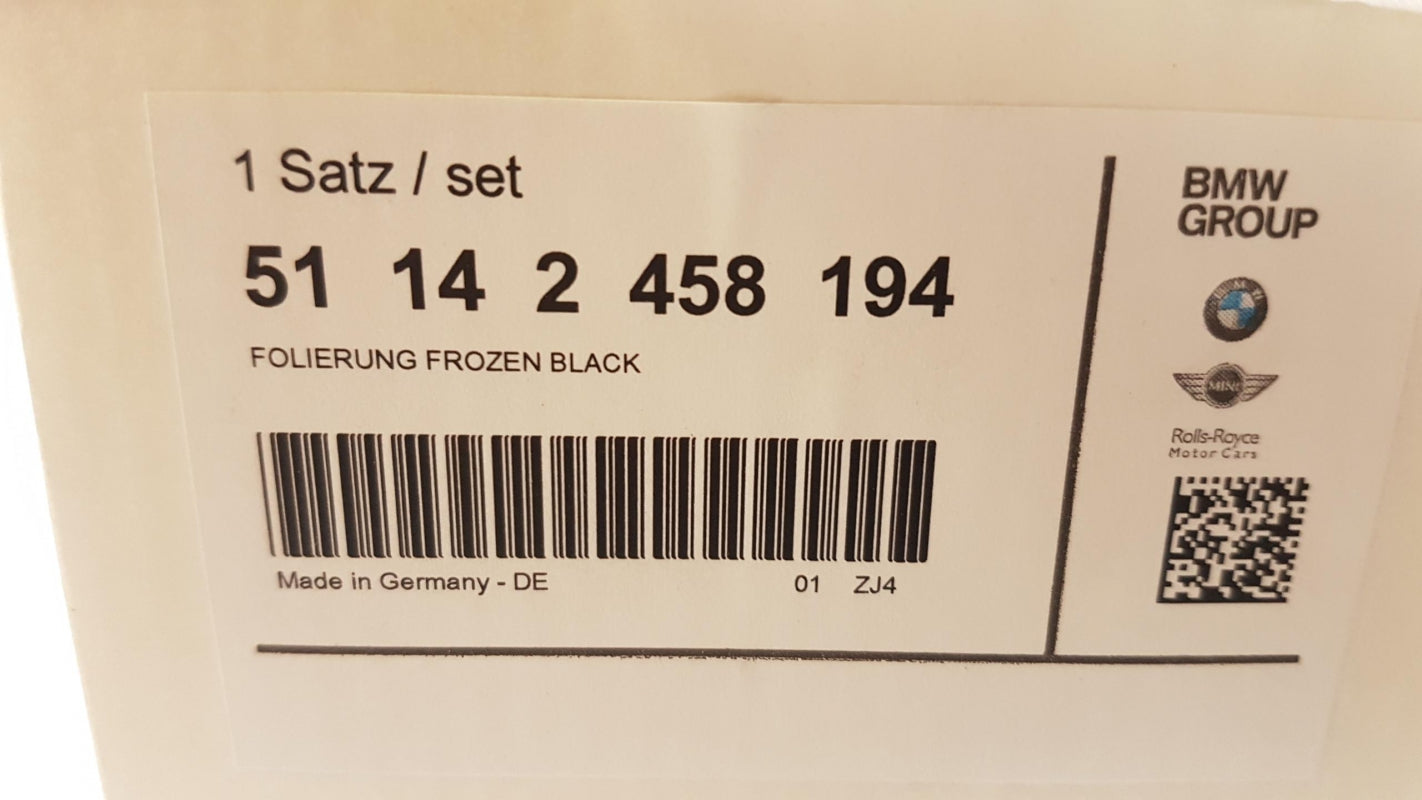 1 Satz / set
51 14 2 458 194
FOLIERUNG FROZEN BLACK
Made in Germany - DE 01 ZJ4
BMW
GROUP
MINI
Rolls-Royce
Motor Cars